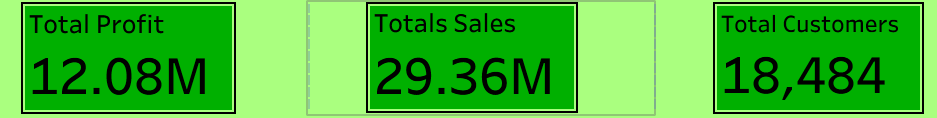 Total Profit
12.08M
Totals Sales
29.36M
Total Customers
18,484